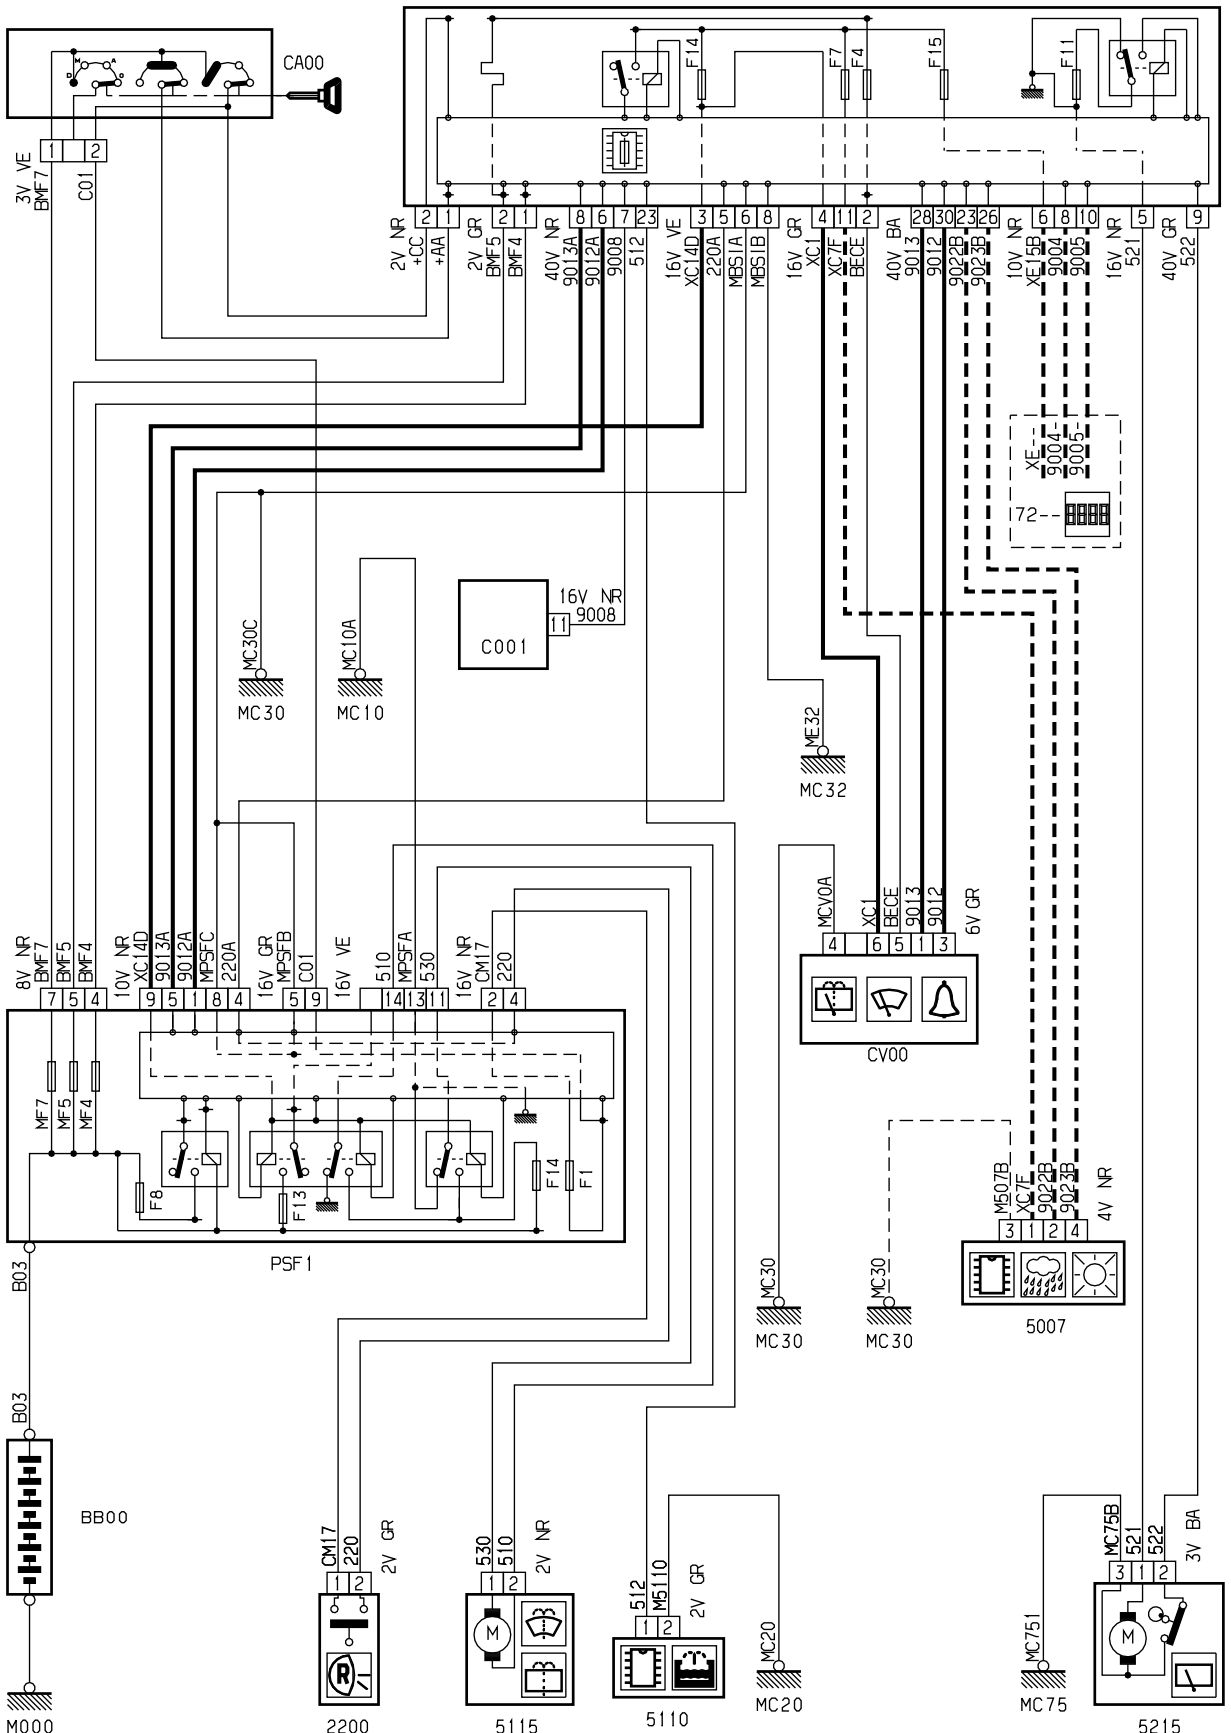 CA00
M
A
D
O
F14
F7
F4
F15
F11
1
2
3V VE
BMF7
C01
2
1
2
1
8
6
7
23
3
5
6
8
4
11
2
28
30
23
26
6
8
10
5
9
2V NR
+CC
+AA
2V GR
BMF5
BMF4
40V NR
9013A
9012A
9008
512
16V VE
XC14D
220A
MBS1A
MBS1B
16V GR
XC1
XC7F
BECE
40V BA
9013
9012
9022B
9023B
10V NR
XE15B
9004
9005
16V NR
521
40V GR
522
XE---
9004-
9005-
72--
16V NR
9008
11
C001
MC30C
MC30
MC10A
MC10
ME32
MC32
MCV0A
XC1
BECE
9013
9012
6V GR
4
6
5
1
3
CV00
8V NR
BMF7
BMF5
BMF4
10V NR
XC14D
9013A
9012A
MPSFC
220A
16V GR
MPSFB
C01
16V VE
510
MPSFA
530
16V NR
CM17
220
7
5
4
9
5
1
8
4
5
9
14
13
11
2
4
MF7
MF5
MF4
F8
F13
F14
F1
PSF1
M507B
XC7F
9022B
9023B
4V NR
3
1
2
4
5007
B03
B03
MC30
MC30
MC30
MC30
BB00
M000
CM17
220
2V GR
1
2
R
2200
530
510
2V NR
1
2
M
5115
512
M5110
2V GR
1
2
5110
MC20
MC20
MC751
MC75
MC75B
521
522
3V BA
3
1
2
M
5215